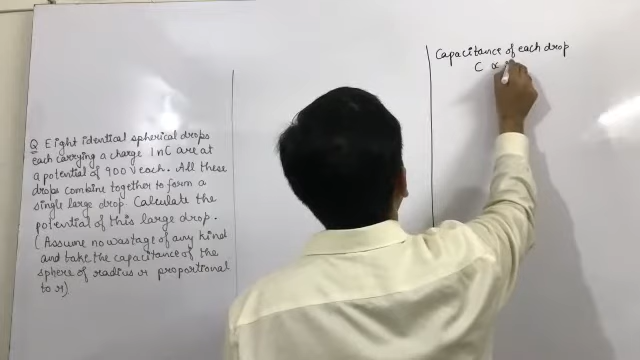 Q Eight identical spherical drops
each carrying a charge 1 nC are at
a potential of 900 V each. All these
drops combine together to form a
single large drop. Calculate the
potential of this large drop.
(Assume no wastage of any kind
and take the capacitance of the
sphere of radius r proportional
to r)
Capacitance of each drop
C ∝